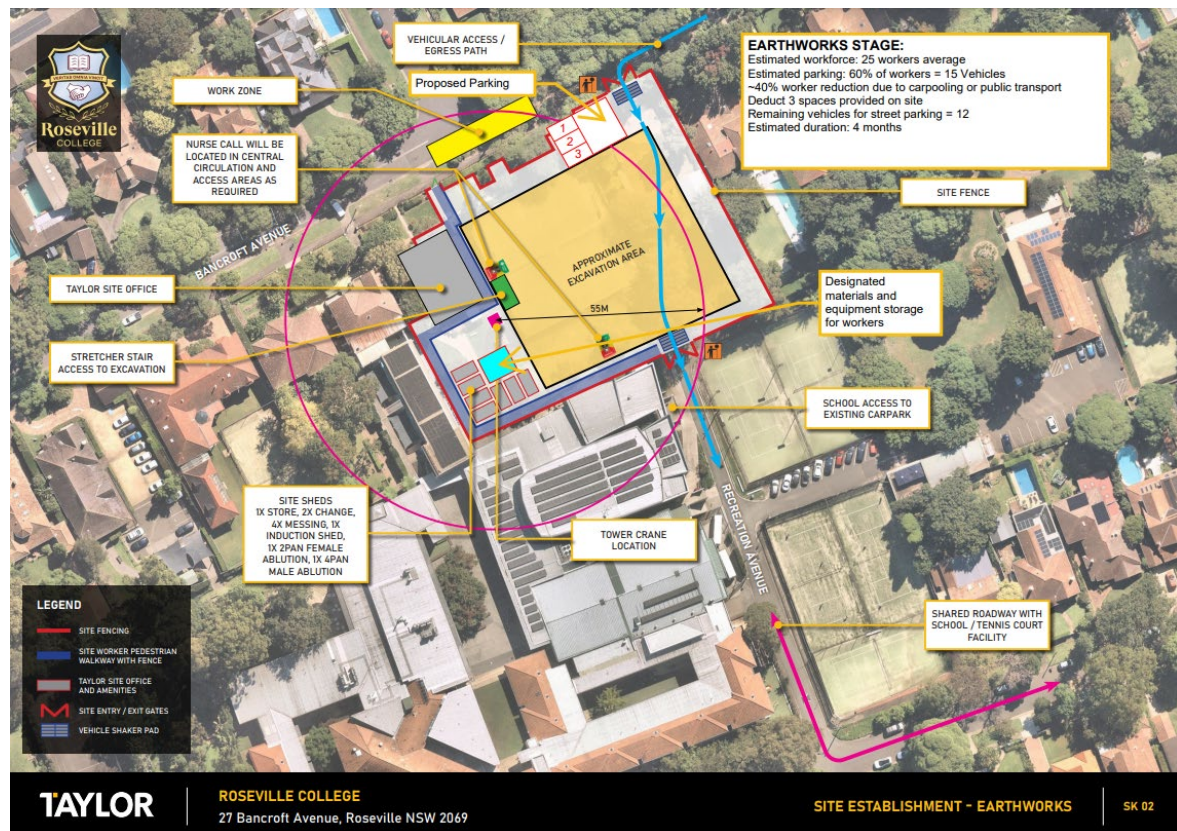 VERITAS OMNIA VINCIT
Roseville
COLLEGE
VEHICULAR ACCESS /
EGRESS PATH
Proposed Parking
WORK ZONE
NURSE CALL WILL BE
LOCATED IN CENTRAL
CIRCULATION AND
ACCESS AREAS AS
REQUIRED
EARTHWORKS STAGE:
Estimated workforce: 25 workers average
Estimated parking: 60% of workers = 15 Vehicles
~40% worker reduction due to carpooling or public transport
Deduct 3 spaces provided on site
Remaining vehicles for street parking = 12
Estimated duration: 4 months
1
2
3
SITE FENCE
BANCROFT AVENUE
APPROXIMATE
EXCAVATION AREA
TAYLOR SITE OFFICE
55M
Designated
materials and
equipment storage
for workers
STRETCHER STAIR
ACCESS TO EXCAVATION
SCHOOL ACCESS TO
EXISTING CARPARK
SITE SHEDS
1X STORE, 2X CHANGE,
4X MESSING, 1X
INDUCTION SHED,
1X 2PAN FEMALE
ABLUTION, 1X 4PAN
MALE ABLUTION
TOWER CRANE
LOCATION
RECREATION AVENUE
SHARED ROADWAY WITH
SCHOOL / TENNIS COURT
FACILITY
LEGEND
SITE FENCING
SITE WORKER PEDESTRIAN
WALKWAY WITH FENCE
TAYLOR SITE OFFICE
AND AMENITIES
SITE ENTRY / EXIT GATES
VEHICLE SHAKER PAD
TAYLOR
ROSEVILLE COLLEGE
27 Bancroft Avenue, Roseville NSW 2069
SITE ESTABLISHMENT - EARTHWORKS
SK 02